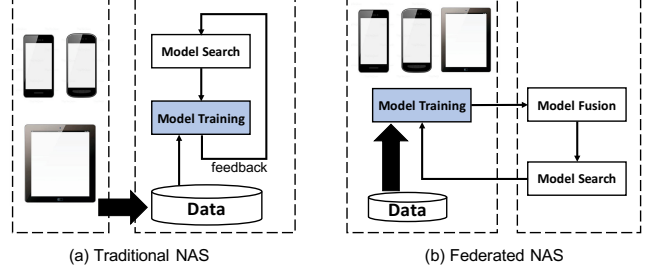 Model Search
Model Training
feedback
Data
(a) Traditional NAS
Model Training
Model Fusion
Model Search
Data
(b) Federated NAS